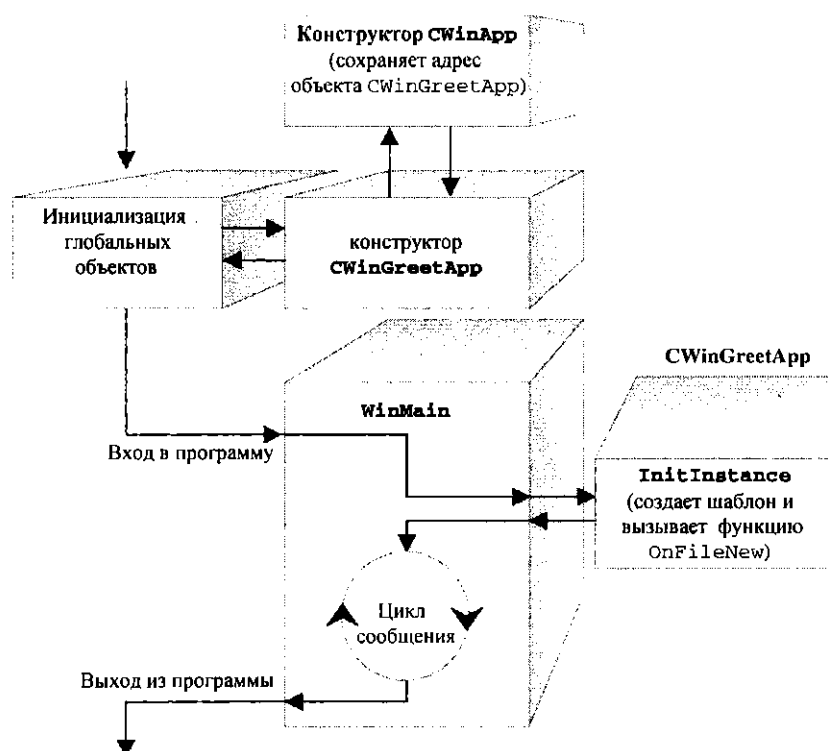 Конструктор CWinApp
(сохраняет адрес
объекта CWinGreetApp)
Инициализация
глобальных
объектов
конструктор
CWinGreetApp
CWinGreetApp
WinMain
Вход в программу
InitInstance
(создает шаблон и
вызывает функцию
OnFileNew)
Цикл
сообщения
Выход из программы